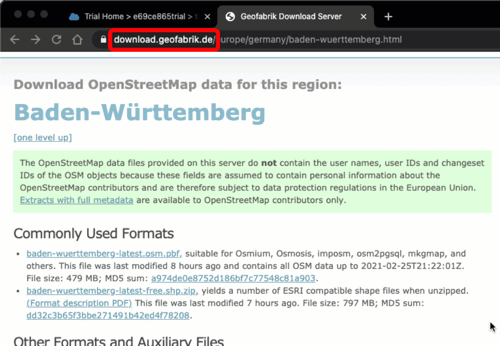 Trial Home > e69ce865trial >
Geofabrik Download Server
download.geofabrik.de/europe/germany/baden-wuerttemberg.html
Download OpenStreetMap data for this region:
Baden-Württemberg
[one level up]
The OpenStreetMap data files provided on this server do not contain the user names, user IDs and changeset
IDs of the OSM objects because these fields are assumed to contain personal information about the
OpenStreetMap contributors and are therefore subject to data protection regulations in the European Union.
Extracts with full metadata are available to OpenStreetMap contributors only.
Commonly Used Formats
baden-wuerttemberg-latest.osm.pbf, suitable for Osmium, Osmosis, imposm, osm2pgsql, mkgmap, and
others. This file was last modified 8 hours ago and contains all OSM data up to 2021-02-25T21:22:01Z.
File size: 479 MB; MD5 sum: a974de0e8752d186bf7c77548c81a903.
baden-wuerttemberg-latest-free.shp.zip, yields a number of ESRI compatible shape files when unzipped.
(Format description PDF) This file was last modified 7 hours ago. File size: 797 MB; MD5 sum:
dd32c3b65f3bbe271491b42ed4f78208.
Other Formats and Auxiliary Files